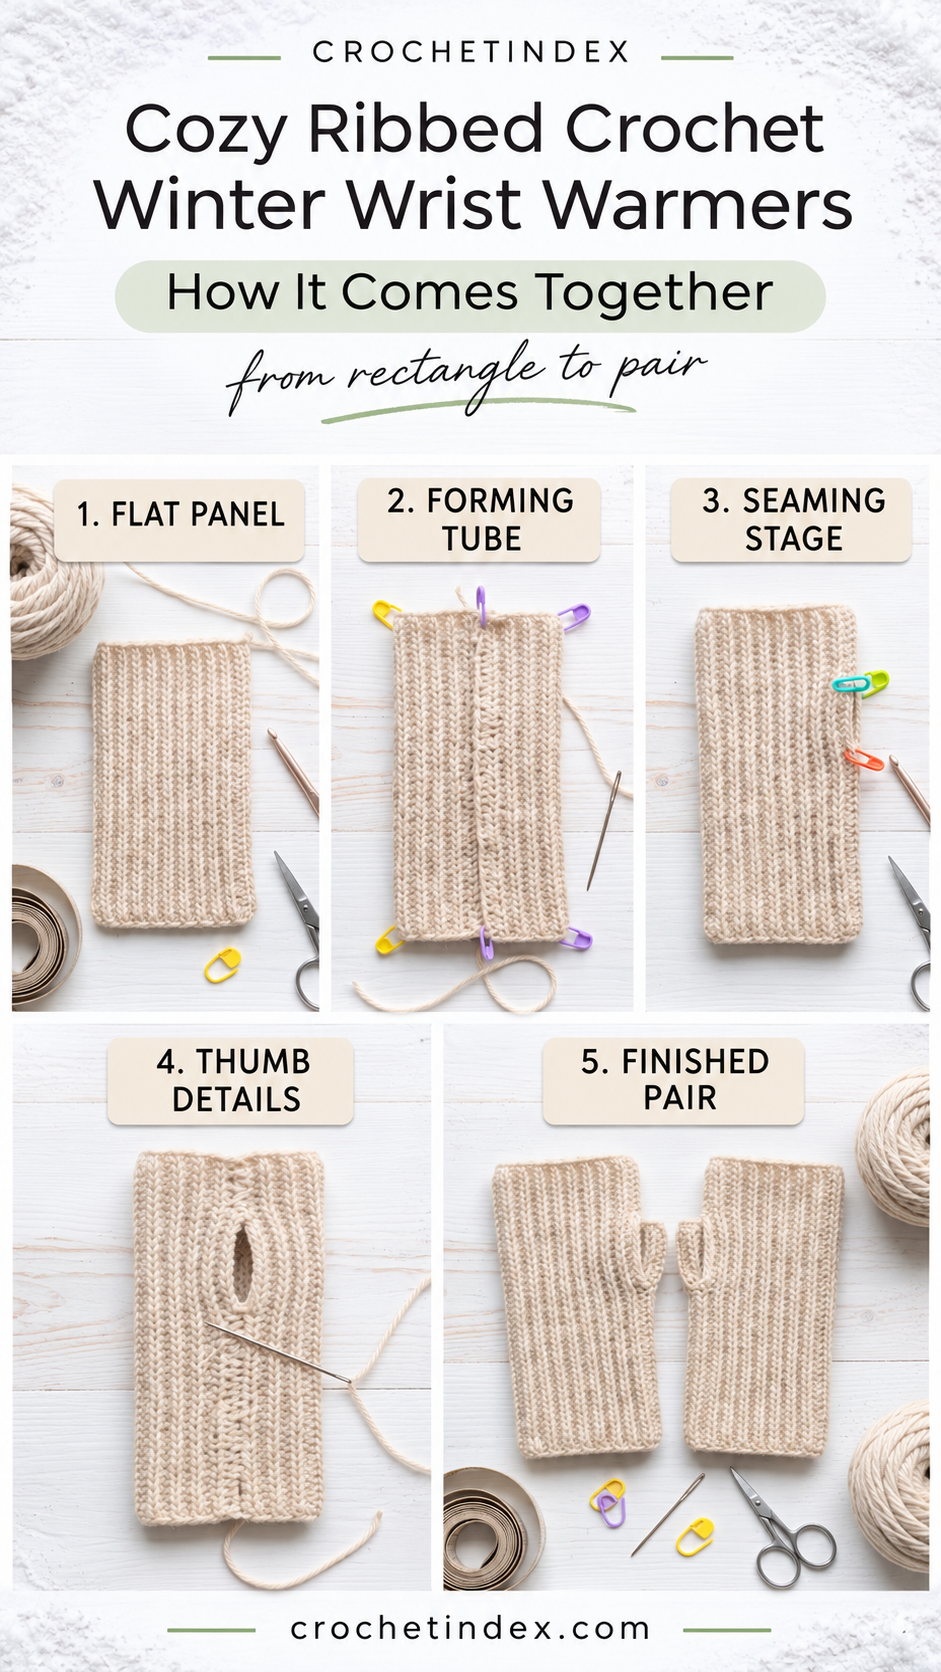 CROCHETINDEX
Cozy Ribbed Crochet
Winter Wrist Warmers
How It Comes Together
from rectangle to pair
1. FLAT PANEL
2. FORMING
TUBE
3. SEAMING
STAGE
4. THUMB
DETAILS
5. FINISHED
PAIR
crochetindex.com